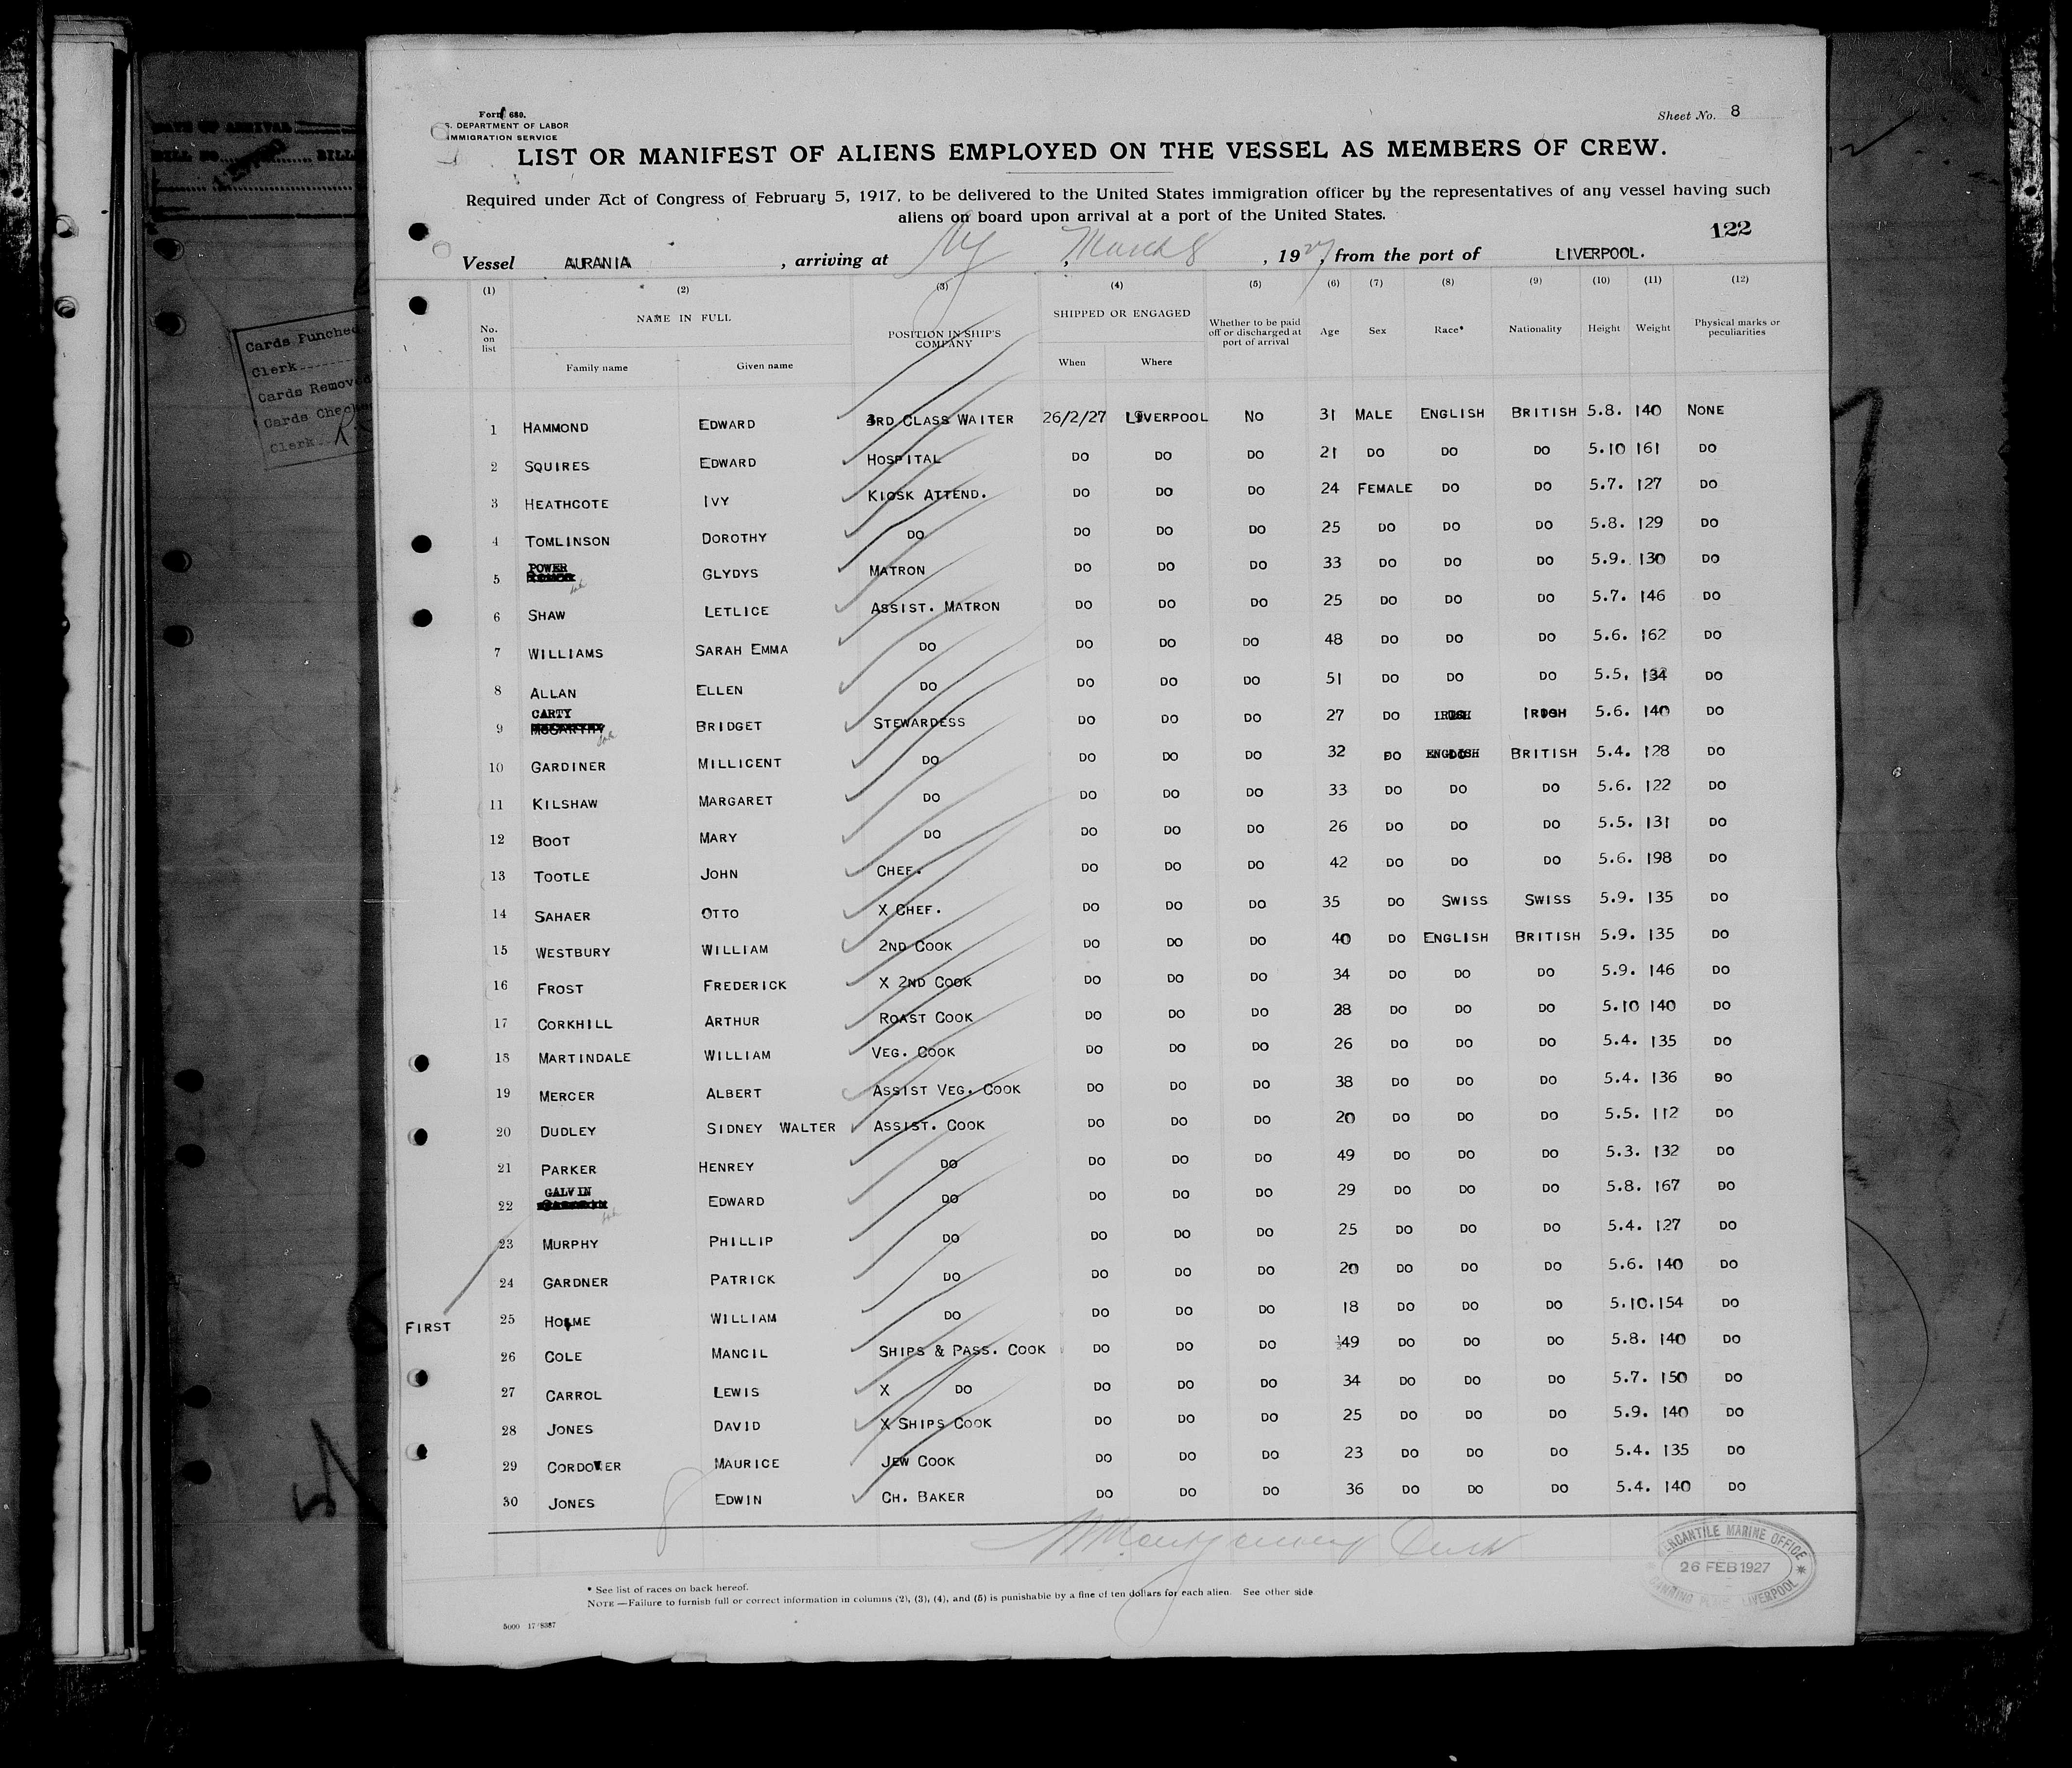 Form 680.
S. DEPARTMENT OF LABOR
IMMIGRATION SERVICE
Sheet No. 8
LIST OR MANIFEST OF ALIENS EMPLOYED ON THE VESSEL AS MEMBERS OF CREW.
Required under Act of Congress of February 5, 1917, to be delivered to the United States immigration officer by the representatives of any vessel having such
aliens on board upon arrival at a port of the United States.
122
Vessel AURANIA, arriving at Ny, March 8, 1927, from the port of LIVERPOOL.
(1) (2) (3) (4) (5) (6) (7) (8) (9) (10) (11) (12)
No. on list NAME IN FULL Family name Given name POSITION IN SHIP'S COMPANY SHIPPED OR ENGAGED When Where Whether to be paid off or discharged at port of arrival Age Sex Race* Nationality Height Weight Physical marks or peculiarities
1 HAMMOND EDWARD 3RD CLASS WAITER 26/2/27 LIVERPOOL NO 31 MALE ENGLISH BRITISH 5.8. 140 NONE
2 SQUIRES EDWARD HOSPITAL DO DO DO 21 DO DO DO 5.10 161 DO
3 HEATHCOTE IVY KIOSK ATTEND. DO DO DO 24 FEMALE DO DO 5.7. 127 DO
4 TOMLINSON DOROTHY DO DO DO DO 25 DO DO DO 5.8. 129 DO
5 POWER GLYDYS MATRON DO DO DO 33 DO DO DO 5.9. 130 DO
6 SHAW LETLICE ASSIST. MATRON DO DO DO 25 DO DO DO 5.7. 146 DO
7 WILLIAMS SARAH EMMA DO DO DO DO 48 DO DO DO 5.6. 162 DO
8 ALLAN ELLEN DO DO DO DO 51 DO DO DO 5.5. 134 DO
9 CARTY McCARTHY BRIDGET STEWARDESS DO DO DO 27 DO IRISH IRISH 5.6. 140 DO
10 GARDINER MILLICENT DO DO DO DO 32 DO ENGLISH BRITISH 5.4. 128 DO
11 KILSHAW MARGARET DO DO DO DO 33 DO DO DO 5.6. 122 DO
12 BOOT MARY DO DO DO DO 26 DO DO DO 5.5. 131 DO
13 TOOTLE JOHN CHEF. DO DO DO 42 DO DO DO 5.6. 198 DO
14 SAHAER OTTO X CHEF. DO DO DO 35 DO SWISS SWISS 5.9. 135 DO
15 WESTBURY WILLIAM 2ND COOK DO DO DO 40 DO ENGLISH BRITISH 5.9. 135 DO
16 FROST FREDERICK X 2ND COOK DO DO DO 34 DO DO DO 5.9. 146 DO
17 CORKHILL ARTHUR ROAST COOK DO DO DO 38 DO DO DO 5.10 140 DO
18 MARTINDALE WILLIAM VEG. COOK DO DO DO 26 DO DO DO 5.4. 135 DO
19 MERCER ALBERT ASSIST VEG. COOK DO DO DO 38 DO DO DO 5.4. 136 DO
20 DUDLEY SIDNEY WALTER ASSIST. COOK DO DO DO 20 DO DO DO 5.5. 112 DO
21 PARKER HENREY DO DO DO DO 49 DO DO DO 5.3. 132 DO
22 GALVIN EDWARD DO DO DO DO 29 DO DO DO 5.8. 167 DO
23 MURPHY PHILLIP DO DO DO DO 25 DO DO DO 5.4. 127 DO
24 GARDNER PATRICK DO DO DO DO 20 DO DO DO 5.6. 140 DO
FIRST 25 HOLME WILLIAM DO DO DO DO 18 DO DO DO 5.10. 154 DO
26 COLE MANCIL SHIPS & PASS. COOK DO DO DO 49 DO DO DO 5.8. 140 DO
27 CARROL LEWIS X DO DO DO DO 34 DO DO DO 5.7. 150 DO
28 JONES DAVID X SHIPS COOK DO DO DO 25 DO DO DO 5.9. 140 DO
29 CORDOVER MAURICE JEW COOK DO DO DO 23 DO DO DO 5.4. 135 DO
30 JONES EDWIN CH. BAKER DO DO DO 36 DO DO DO 5.4. 140 DO
8
Montgomery
MERCANTILE MARINE OFFICE
26 FEB 1927
LIVERPOOL
* See list of races on back hereof.
NOTE.—Failure to furnish full or correct information in columns (2), (3), (4), and (5) is punishable by a fine of ten dollars for each alien. See other side
5000 17-8387
Cards Punched
Clerk
Cards Removed
Cards Checked
Clerk
DATE OF ARRIVAL
BILL NO.